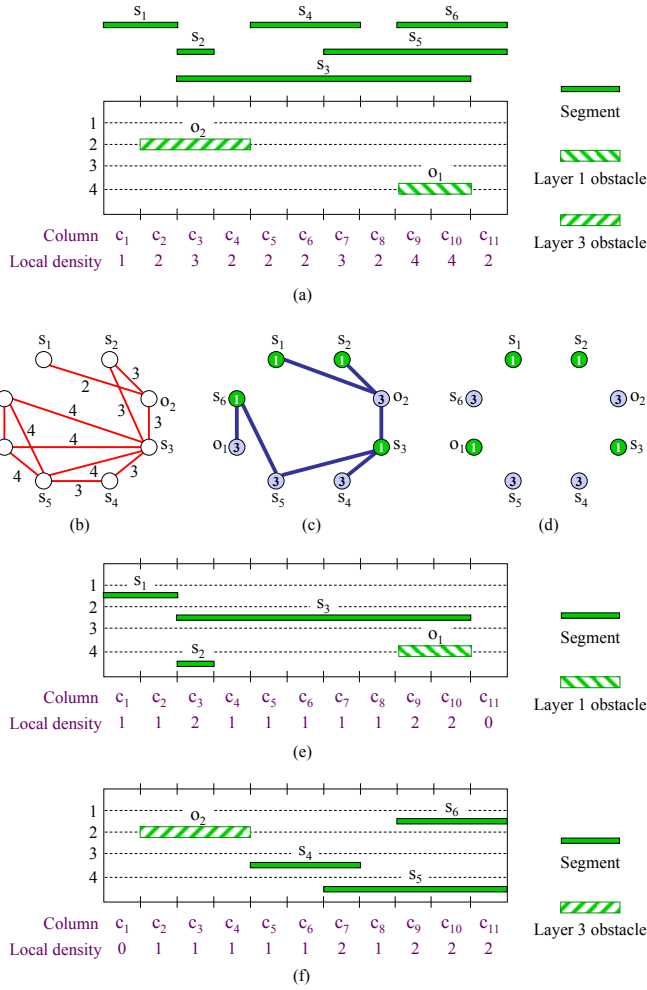 s1 s4 s6
s2 s5
s3
1
o2
2
3
o1
4
Segment
Layer 1 obstacle
Layer 3 obstacle
Column c1 c2 c3 c4 c5 c6 c7 c8 c9 c10 c11
Local density 1 2 3 2 2 2 3 2 4 4 2
(a)
s1 s2
3
2
o2
4 3
3
4 4 s3
4 4 3
3
s5 s4
(b)
s1 s2
1 1
s6 o2
1 3
s3
o1 3 1
3 3
s5 s4
(c)
s1 s2
1 1
s6 3 3 o2
o1 s3
1 1
3 3
s5 s4
(d)
1
s1
2
s3
3
o1
4
s2
Segment
Layer 1 obstacle
Column c1 c2 c3 c4 c5 c6 c7 c8 c9 c10 c11
Local density 1 1 2 1 1 1 1 1 2 2 0
(e)
1
o2 s6
2
3
s4
4
s5
Segment
Layer 3 obstacle
Column c1 c2 c3 c4 c5 c6 c7 c8 c9 c10 c11
Local density 0 1 1 1 1 1 2 1 2 2 2
(f)